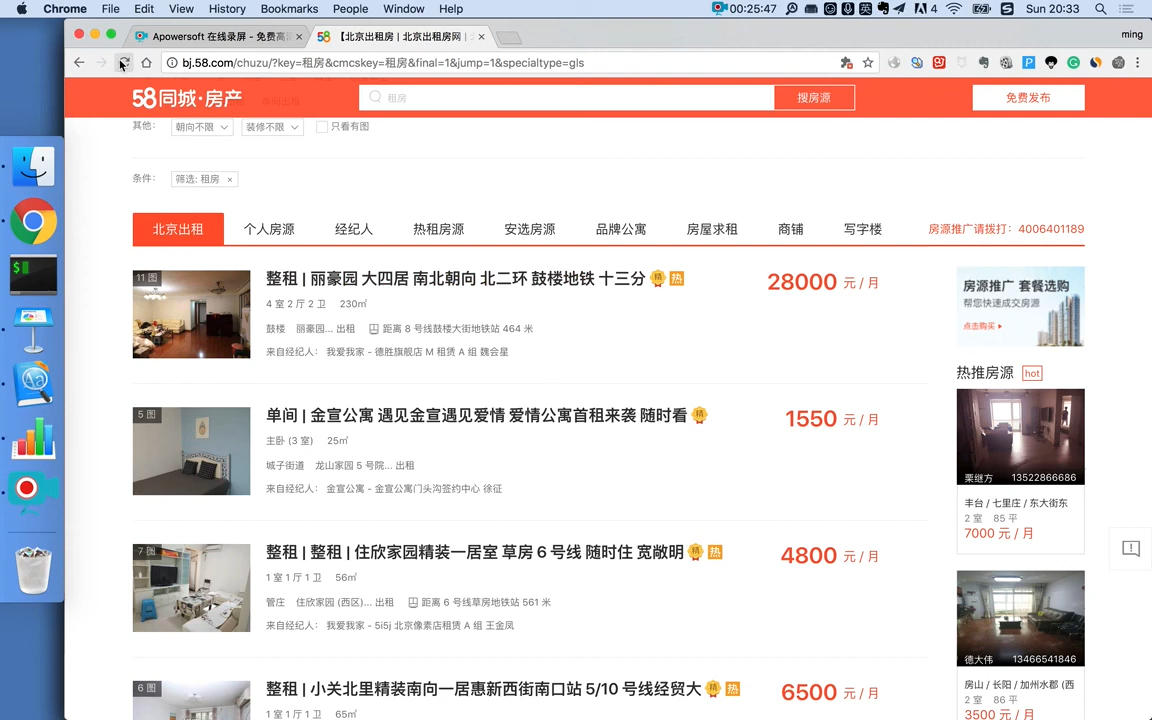 Chrome File Edit View History Bookmarks People Window Help 00:25:47 4 Sun 20:33
Apowersoft 在线录屏 - 免费高清 【北京出租房 | 北京出租房网 | 北 ming
bj.58.com/chuzu/?key=租房&cmcskey=租房&final=1&jump=1&specialtype=gls
58同城·房产 租房 搜房源 免费发布
其他： 朝向不限 装修不限 只看有图
条件： 筛选: 租房 ×
北京出租 个人房源 经纪人 热租房源 安选房源 品牌公寓 房屋求租 商铺 写字楼 房源推广请拨打：4006401189
11 图
整租 | 丽豪园 大四居 南北朝向 北二环 鼓楼地铁 十三分 精 热
28000 元 / 月
4 室 2 厅 2 卫 230㎡
鼓楼 丽豪园... 出租 距离 8 号线鼓楼大街地铁站 464 米
来自经纪人： 我爱我家 - 德胜旗舰店 M 租赁 A 组 魏会星
5 图
单间 | 金宣公寓 遇见金宣遇见爱情 爱情公寓首租来袭 随时看 精
1550 元 / 月
主卧 (3 室) 25㎡
城子街道 龙山家园 5 号院... 出租
来自经纪人： 金宣公寓 - 金宣公寓门头沟签约中心 徐征
7 图
整租 | 整租 | 住欣家园精装一居室 草房 6 号线 随时住 宽敞明 精 热
4800 元 / 月
1 室 1 厅 1 卫 56㎡
管庄 住欣家园 (西区)... 出租 距离 6 号线草房地铁站 561 米
来自经纪人： 我爱我家 - 5i5j 北京像素店租赁 A 组 王金凤
6 图
整租 | 小关北里精装南向一居惠新西街南口站 5/10 号线经贸大 精 热
6500 元 / 月
1 室 1 厅 1 卫 65㎡
房源推广 套餐选购
帮您快速成交房源
点击购买
热推房源 hot
栗继方 13522866686
丰台 / 七里庄 / 东大街东
2 室 85 平
7000 元 / 月
德大伟 13466541846
房山 / 长阳 / 加州水郡 (西
2 室 86 平
3500 元 / 月